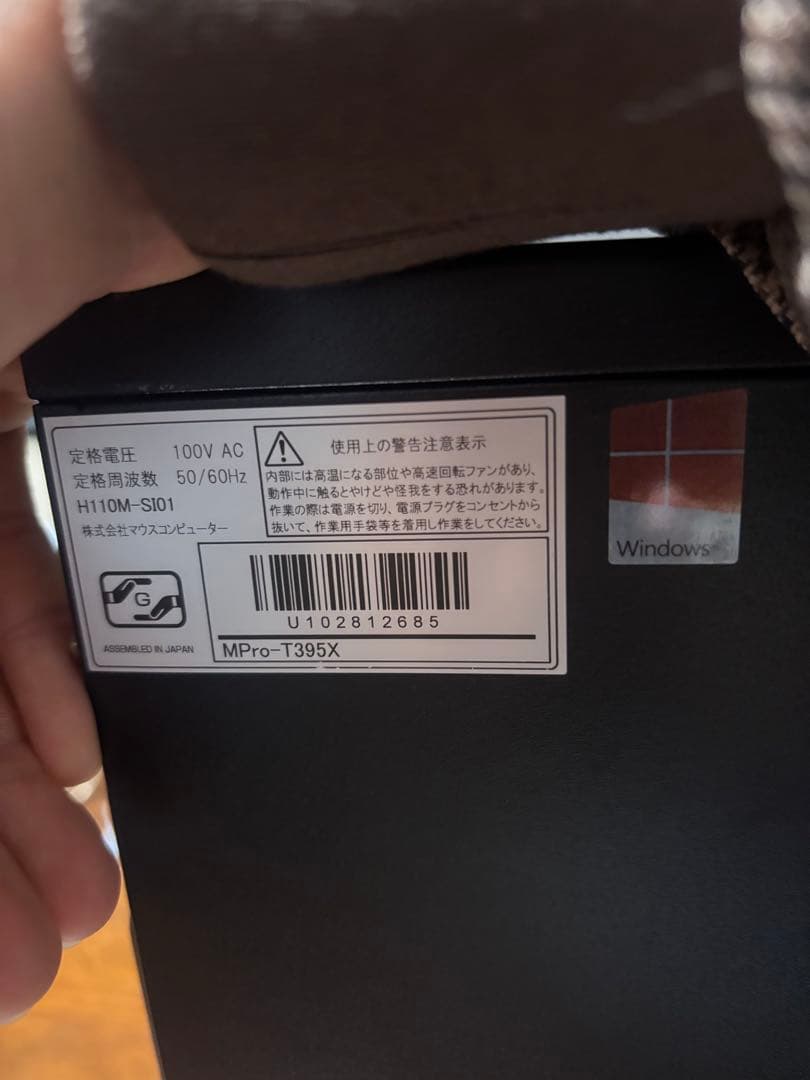 定格電圧 100V AC
定格周波数 50/60Hz
H110M-SI01
株式会社マウスコンピューター
使用上の警告注意表示
内部には高温になる部位や高速回転ファンがあり、
動作中に触るとやけどや怪我をする恐れがあります。
作業の際は電源を切り、電源プラグをコンセントから
抜いて、作業用手袋等を着用し作業をしてください。
G
ASSEMBLED IN JAPAN
U102812685
MPro-T395X
Windows